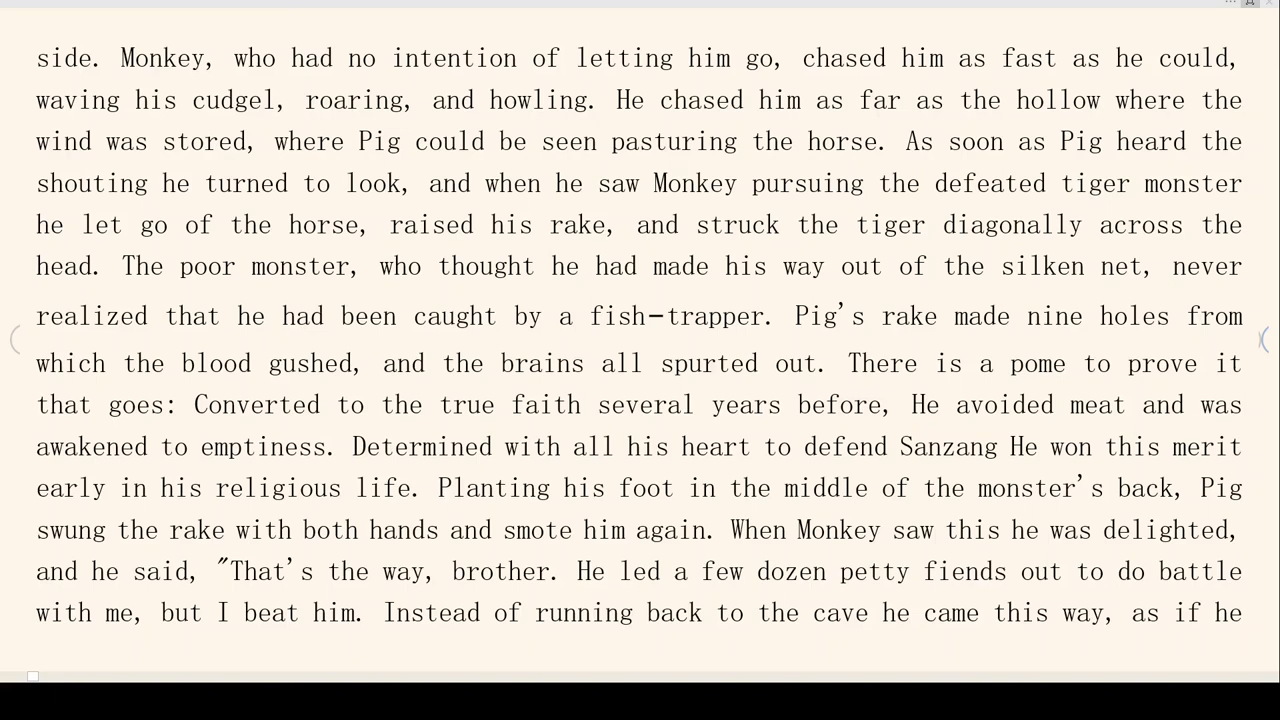 side. Monkey, who had no intention of letting him go, chased him as fast as he could,
waving his cudgel, roaring, and howling. He chased him as far as the hollow where the
wind was stored, where Pig could be seen pasturing the horse. As soon as Pig heard the
shouting he turned to look, and when he saw Monkey pursuing the defeated tiger monster
he let go of the horse, raised his rake, and struck the tiger diagonally across the
head. The poor monster, who thought he had made his way out of the silken net, never
realized that he had been caught by a fish-trapper. Pig's rake made nine holes from
which the blood gushed, and the brains all spurted out. There is a pome to prove it
that goes: Converted to the true faith several years before, He avoided meat and was
awakened to emptiness. Determined with all his heart to defend Sanzang He won this merit
early in his religious life. Planting his foot in the middle of the monster's back, Pig
swung the rake with both hands and smote him again. When Monkey saw this he was delighted,
and he said, "That's the way, brother. He led a few dozen petty fiends out to do battle
with me, but I beat him. Instead of running back to the cave he came this way, as if he